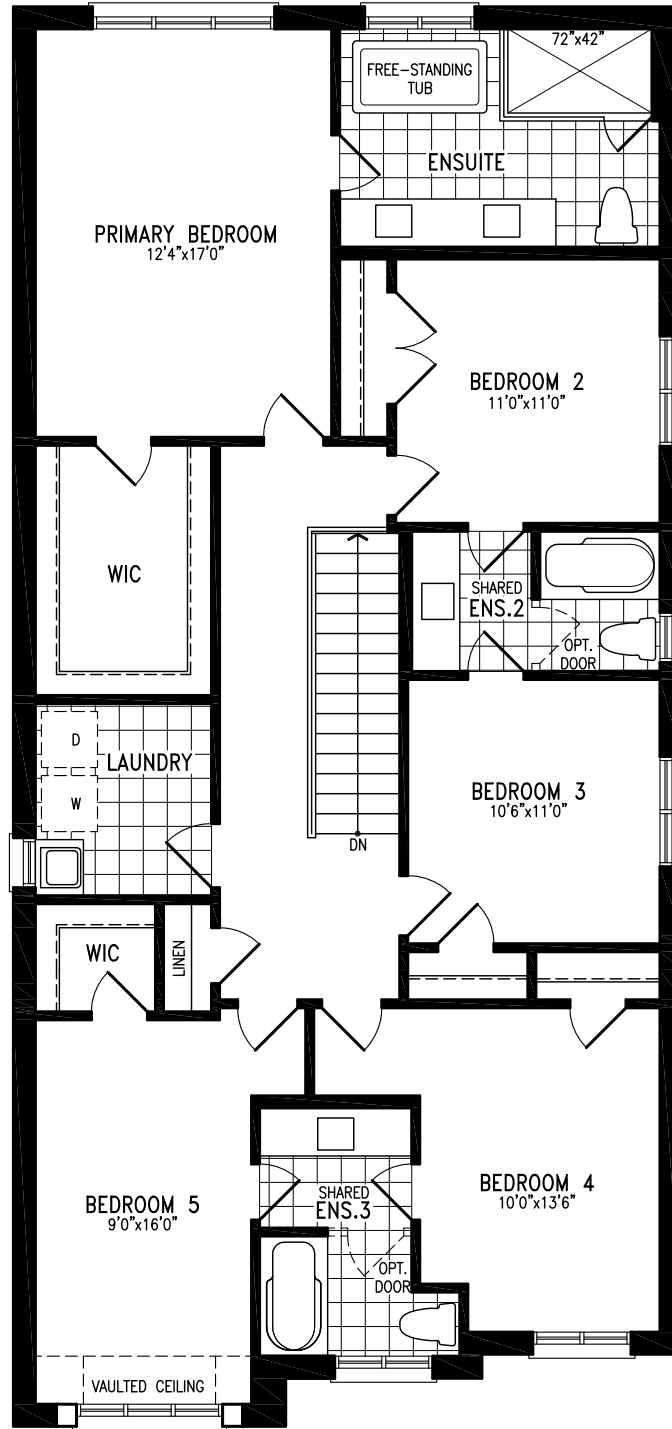 72"x42"
FREE-STANDING
TUB
ENSUITE
PRIMARY BEDROOM
12'4"x17'0"
BEDROOM 2
11'0"x11'0"
WIC
SHARED
ENS.2
OPT.
DOOR
D
LAUNDRY
W
BEDROOM 3
10'6"x11'0"
DN
WIC
LINEN
BEDROOM 5
9'0"x16'0"
SHARED
ENS.3
BEDROOM 4
10'0"x13'6"
OPT.
DOOR
VAULTED CEILING